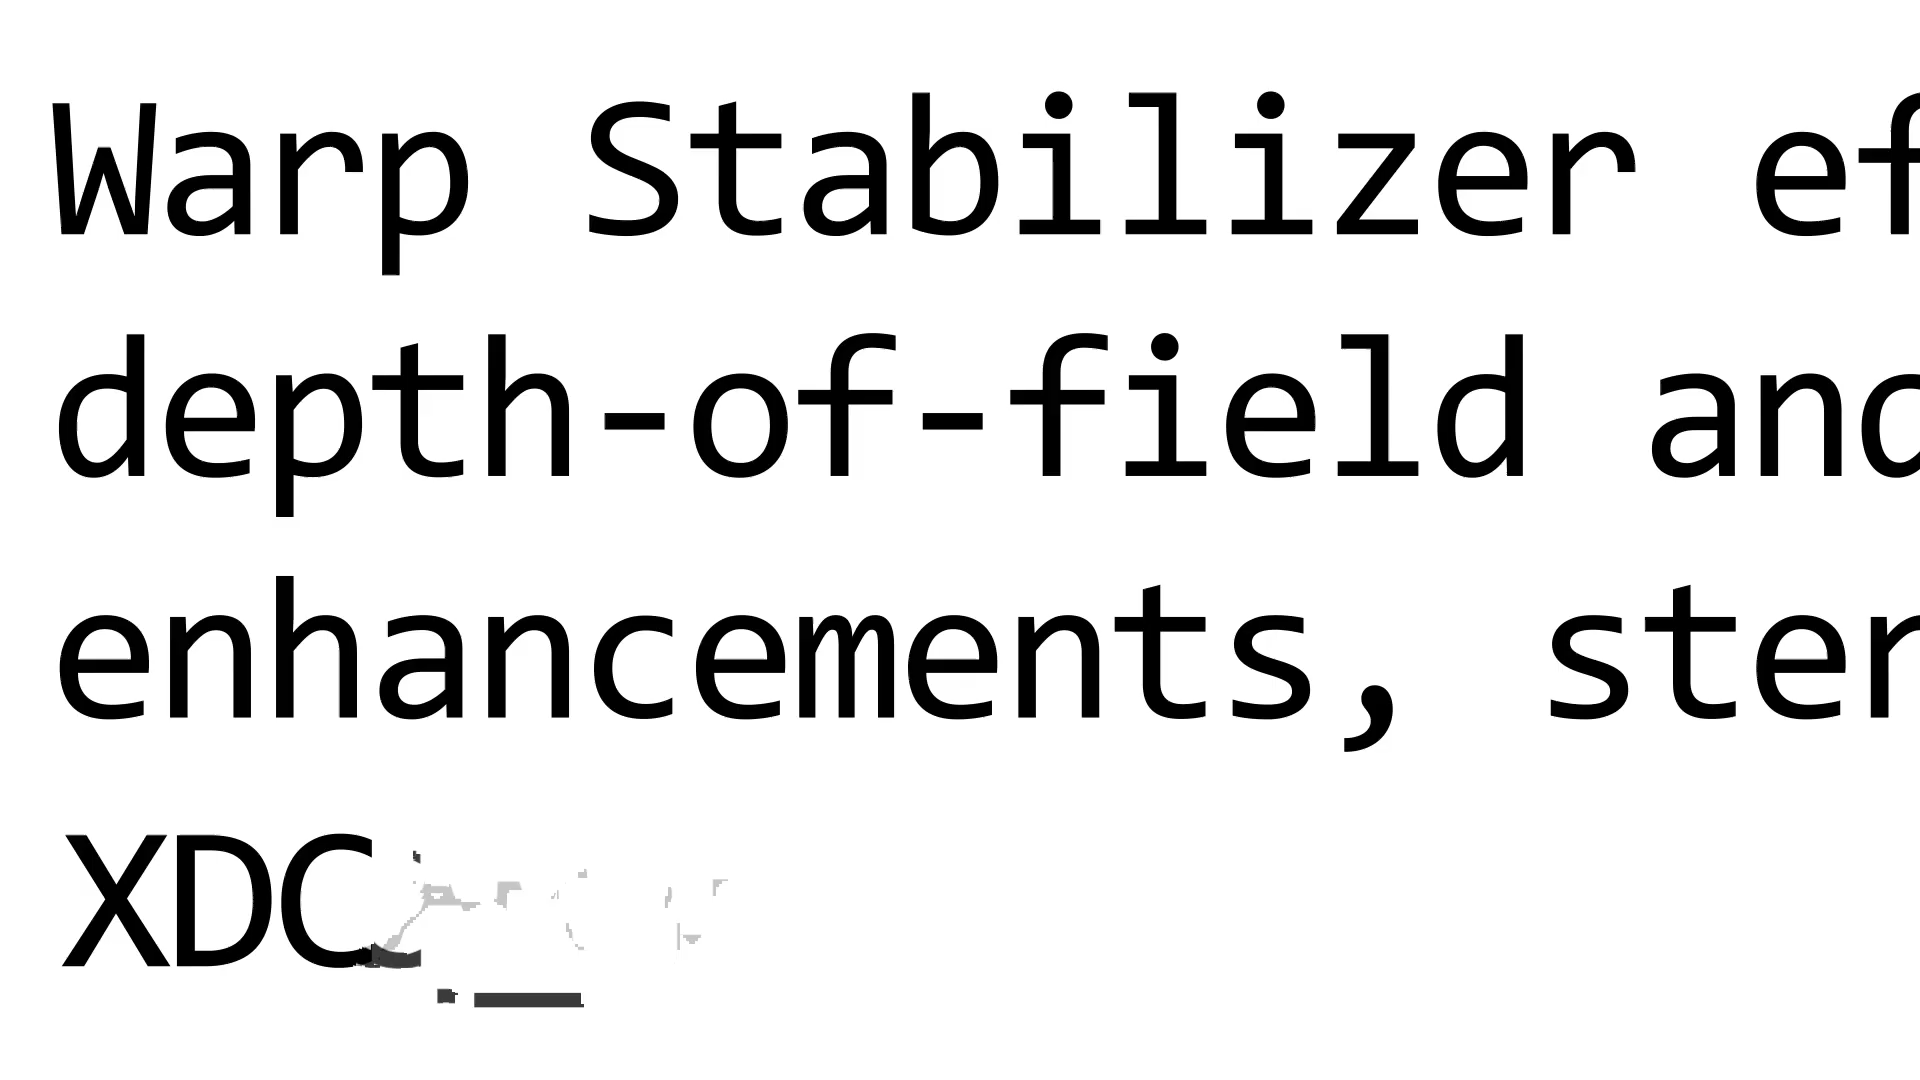 Warp Stabilizer ef
depth-of-field and
enhancements, ster
XDC